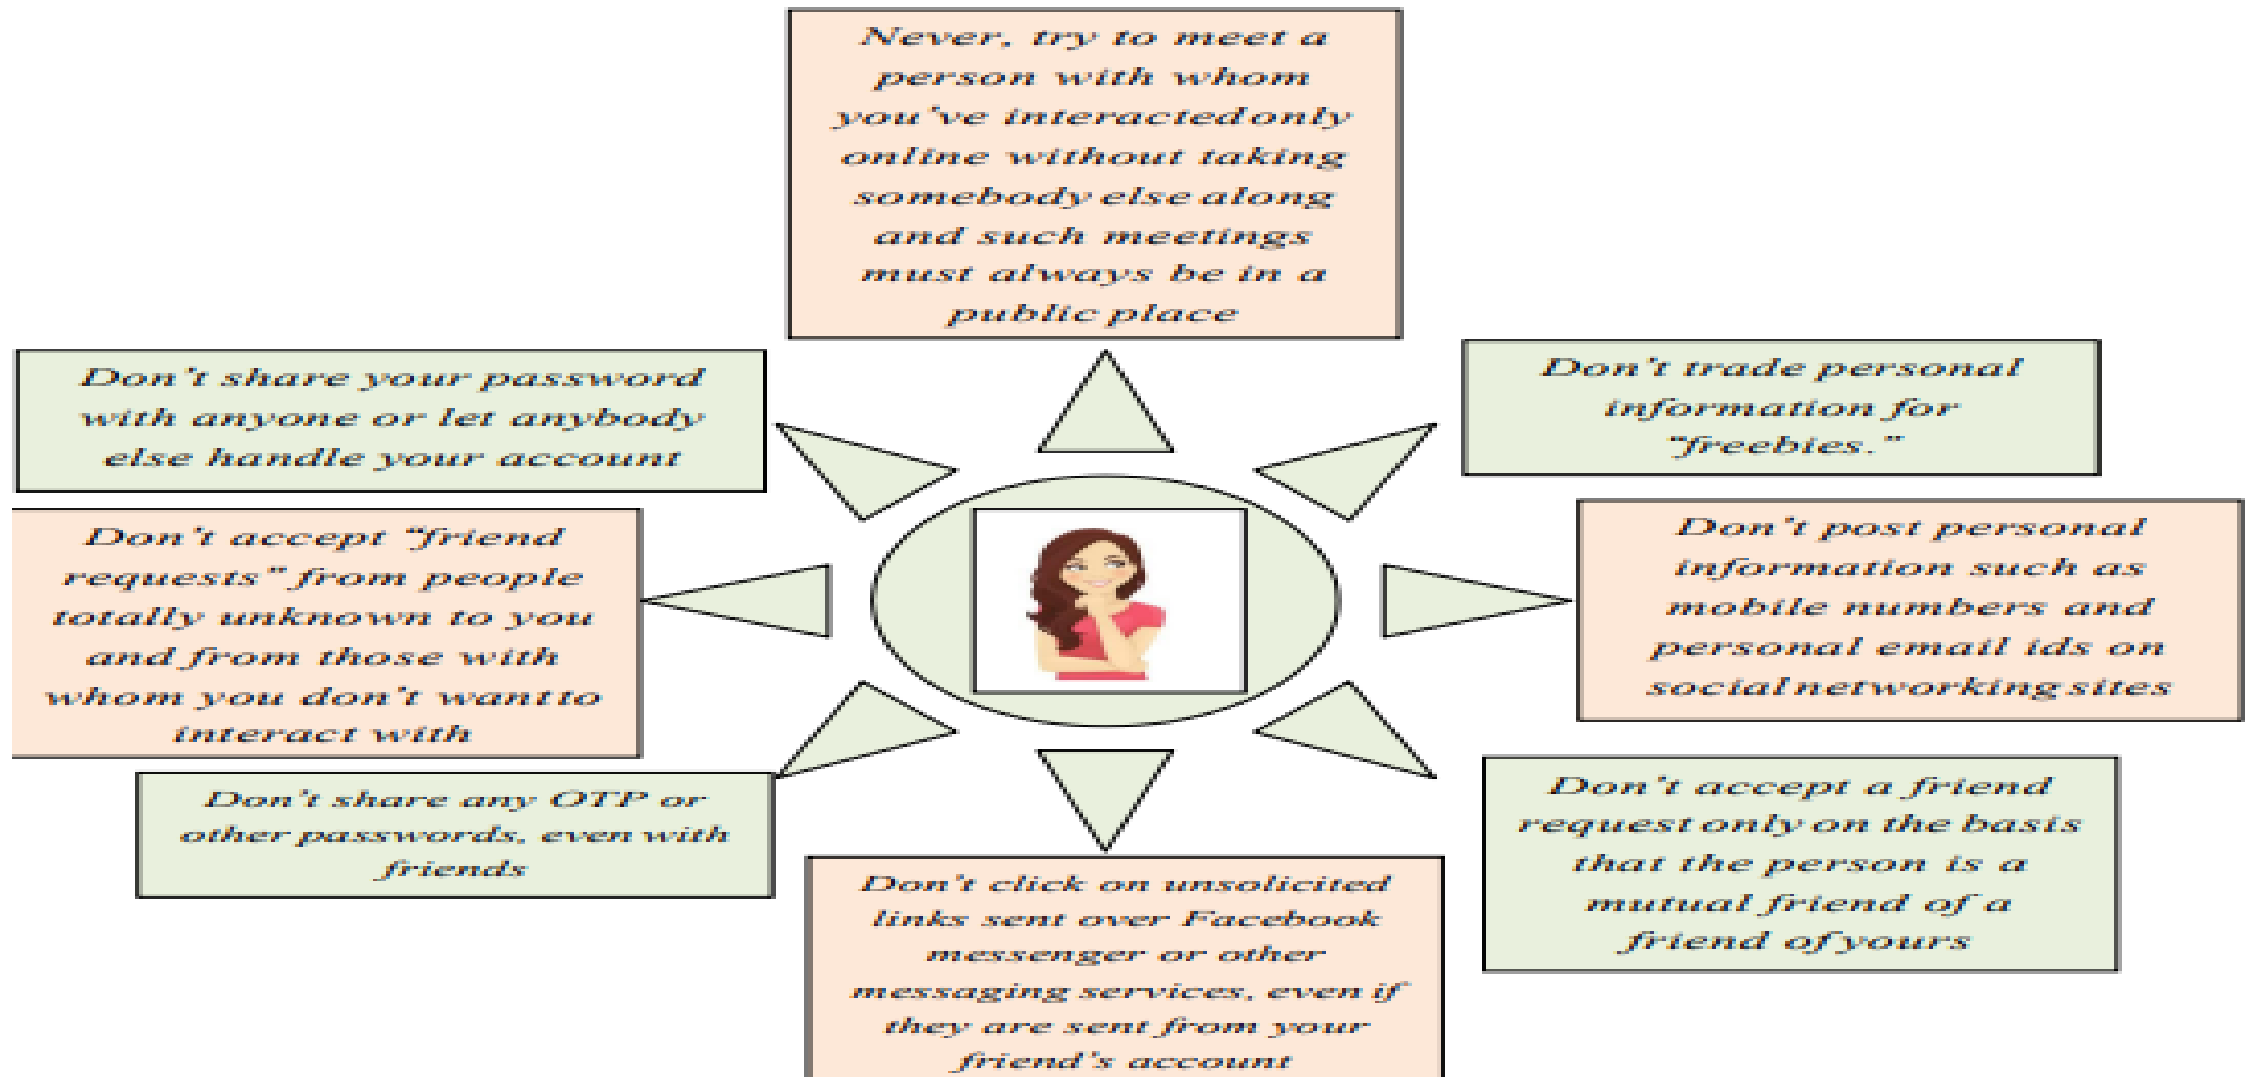 Never, try to meet a
person with whom
you've interacted only
online without taking
somebody else along
and such meetings
must always be in a
public place
Don't share your password
with anyone or let anybody
else handle your account
Don't trade personal
information for
"freebies."
Don't accept "friend
requests" from people
totally unknown to you
and from those with
whom you don't want to
interact with
Don't post personal
information such as
mobile numbers and
personal email ids on
social networking sites
Don't share any OTP or
other passwords, even with
friends
Don't accept a friend
request only on the basis
that the person is a
mutual friend of a
friend of yours
Don't click on unsolicited
links sent over Facebook
messenger or other
messaging services, even if
they are sent from your
friend's account